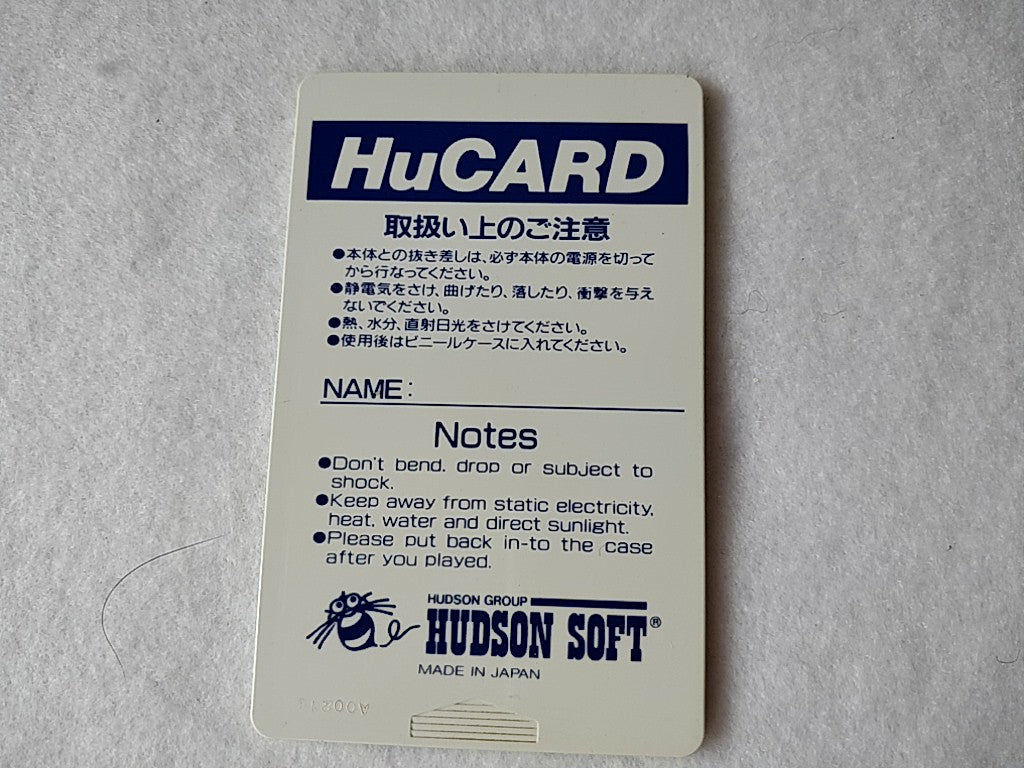 HuCARD
取扱い上のご注意
●本体との抜き差しは、必ず本体の電源を切って
から行なってください。
●静電気をさけ、曲げたり、落したり、衝撃を与え
ないでください。
●熱、水分、直射日光をさけてください。
●使用後はビニールケースに入れてください。
NAME:
Notes
●Don't bend. drop or subject to
shock.
●Keep away from static electricity.
heat. water and direct sunlight.
●Please put back in-to the case
after you played.
HUDSON GROUP
HUDSON SOFT®
MADE IN JAPAN